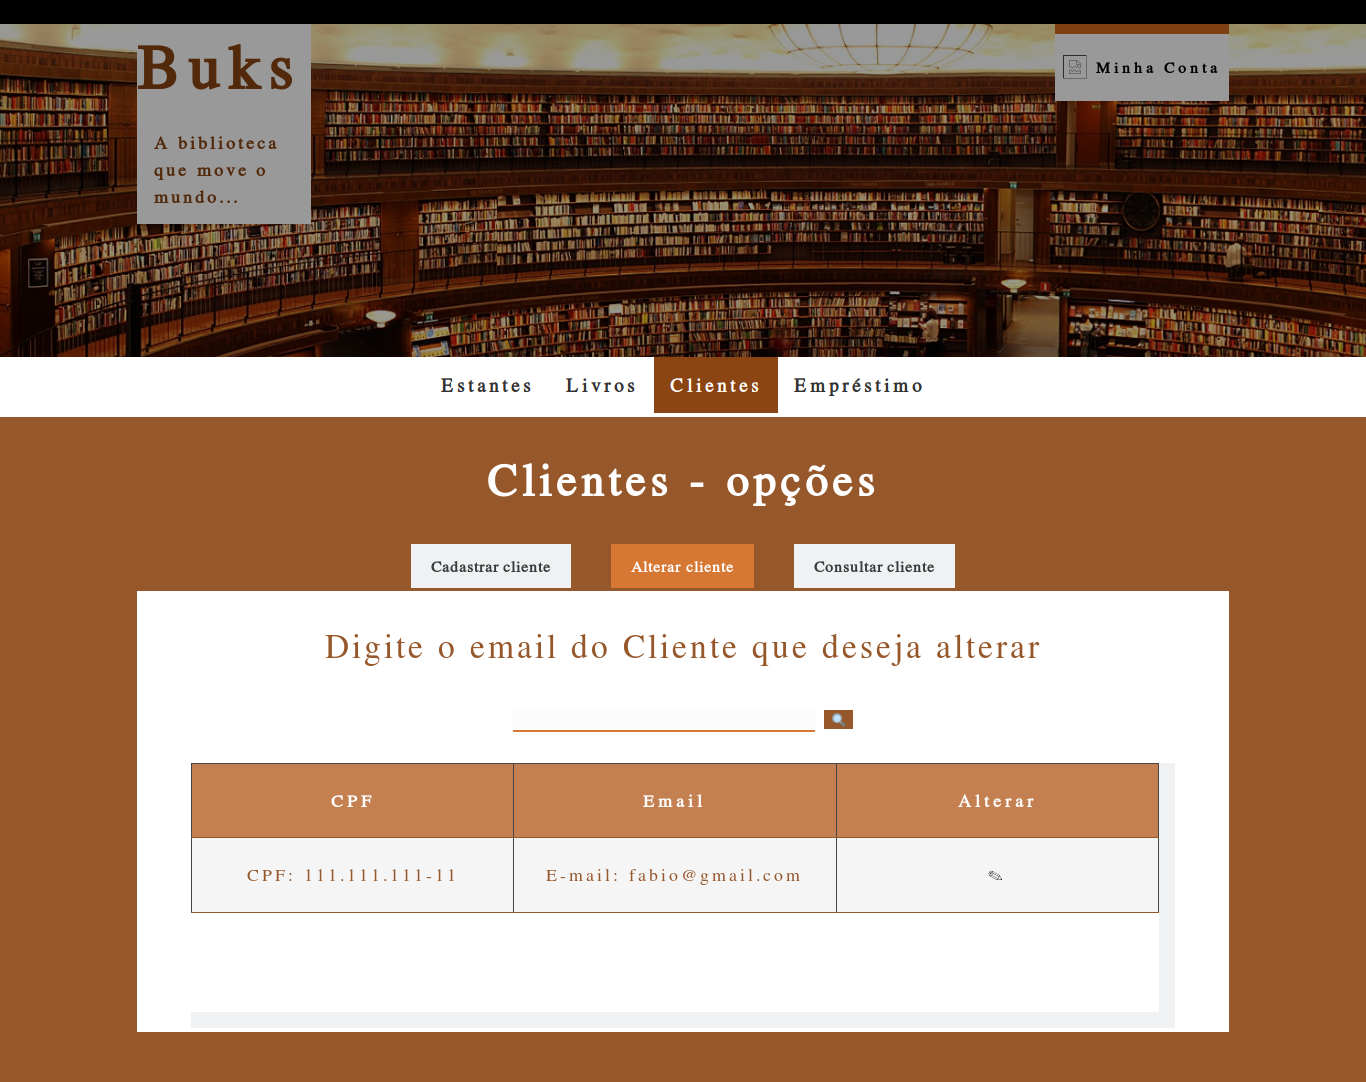 Buks
A biblioteca
que move o
mundo...
Minha Conta
Estantes Livros Clientes Empréstimo
Clientes - opções
Cadastrar cliente Alterar cliente Consultar cliente
Digite o email do Cliente que deseja alterar
CPF Email Alterar
CPF: 111.111.111-11 E-mail: fabio@gmail.com ✎